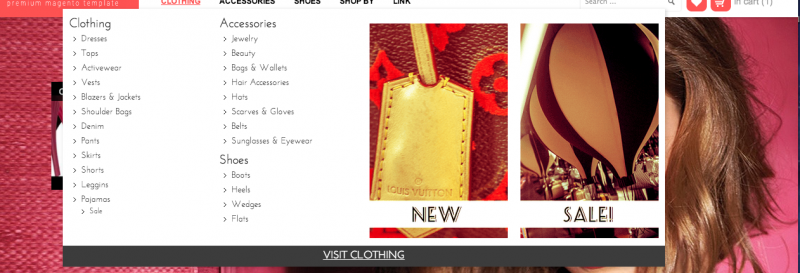 premium magento template
CLOTHING ACCESSORIES SHOES SHOP BY LINK
Search ...
in cart (1)
Clothing
Dresses
Tops
Activewear
Vests
Blazers & Jackets
Shoulder Bags
Denim
Pants
Skirts
Shorts
Leggins
Pajamas
Sale
Accessories
Jewelry
Beauty
Bags & Wallets
Hair Accessories
Hats
Scarves & Gloves
Belts
Sunglasses & Eyewear
Shoes
Boots
Heels
Wedges
Flats
LOUIS VUITTON
NEW
SALE!
VISIT CLOTHING